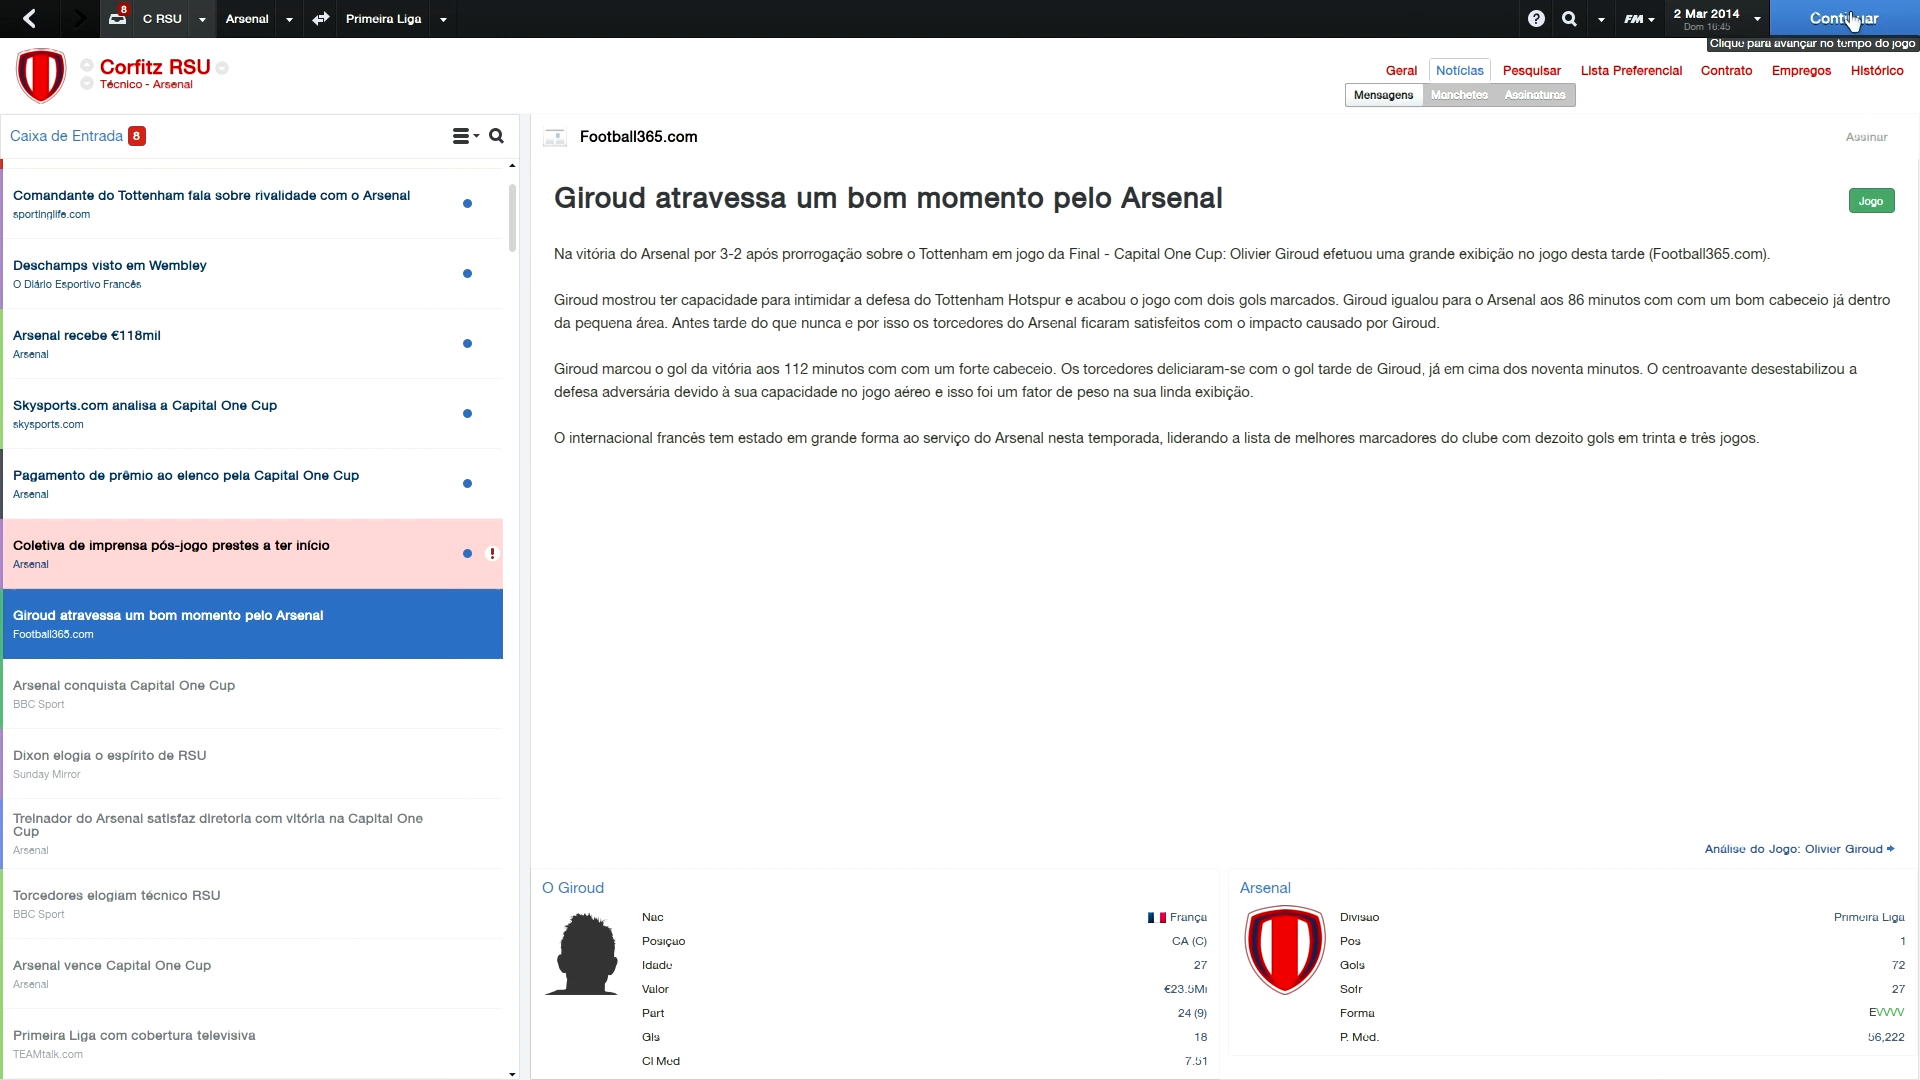 8
C RSU
Arsenal
Primeira Liga
FM
2 Mar 2014
Dom 16:45
Continuar
Clique para avançar no tempo do jogo
Corfitz RSU
Técnico - Arsenal
Geral
Notícias
Pesquisar
Lista Preferencial
Contrato
Empregos
Histórico
Mensagens
Manchetes
Assinaturas
Caixa de Entrada 8
Comandante do Tottenham fala sobre rivalidade com o Arsenal
sportinglife.com
Deschamps visto em Wembley
O Diário Esportivo Francês
Arsenal recebe €118mil
Arsenal
Skysports.com analisa a Capital One Cup
skysports.com
Pagamento de prêmio ao elenco pela Capital One Cup
Arsenal
Coletiva de imprensa pós-jogo prestes a ter início
Arsenal
Giroud atravessa um bom momento pelo Arsenal
Football365.com
Arsenal conquista Capital One Cup
BBC Sport
Dixon elogia o espírito de RSU
Sunday Mirror
Treinador do Arsenal satisfaz diretoria com vitória na Capital One
Cup
Arsenal
Torcedores elogiam técnico RSU
BBC Sport
Arsenal vence Capital One Cup
Arsenal
Primeira Liga com cobertura televisiva
TEAMtalk.com
Football365.com
Assinar
Giroud atravessa um bom momento pelo Arsenal
Jogo
Na vitória do Arsenal por 3-2 após prorrogação sobre o Tottenham em jogo da Final - Capital One Cup: Olivier Giroud efetuou uma grande exibição no jogo desta tarde (Football365.com).
Giroud mostrou ter capacidade para intimidar a defesa do Tottenham Hotspur e acabou o jogo com dois gols marcados. Giroud igualou para o Arsenal aos 86 minutos com com um bom cabeceio já dentro
da pequena área. Antes tarde do que nunca e por isso os torcedores do Arsenal ficaram satisfeitos com o impacto causado por Giroud.
Giroud marcou o gol da vitória aos 112 minutos com com um forte cabeceio. Os torcedores deliciaram-se com o gol tarde de Giroud, já em cima dos noventa minutos. O centroavante desestabilizou a
defesa adversária devido à sua capacidade no jogo aéreo e isso foi um fator de peso na sua linda exibição.
O internacional francês tem estado em grande forma ao serviço do Arsenal nesta temporada, liderando a lista de melhores marcadores do clube com dezoito gols em trinta e três jogos.
Análise do Jogo: Olivier Giroud
O Giroud
Nac França
Posição CA (C)
Idade 27
Valor €23.5M
Part 24 (9)
Gls 18
Cl Med 7.51
Arsenal
Divisão Primeira Liga
Pos 1
Gols 72
Sofr 27
Forma EVVVV
P. Med. 56,222